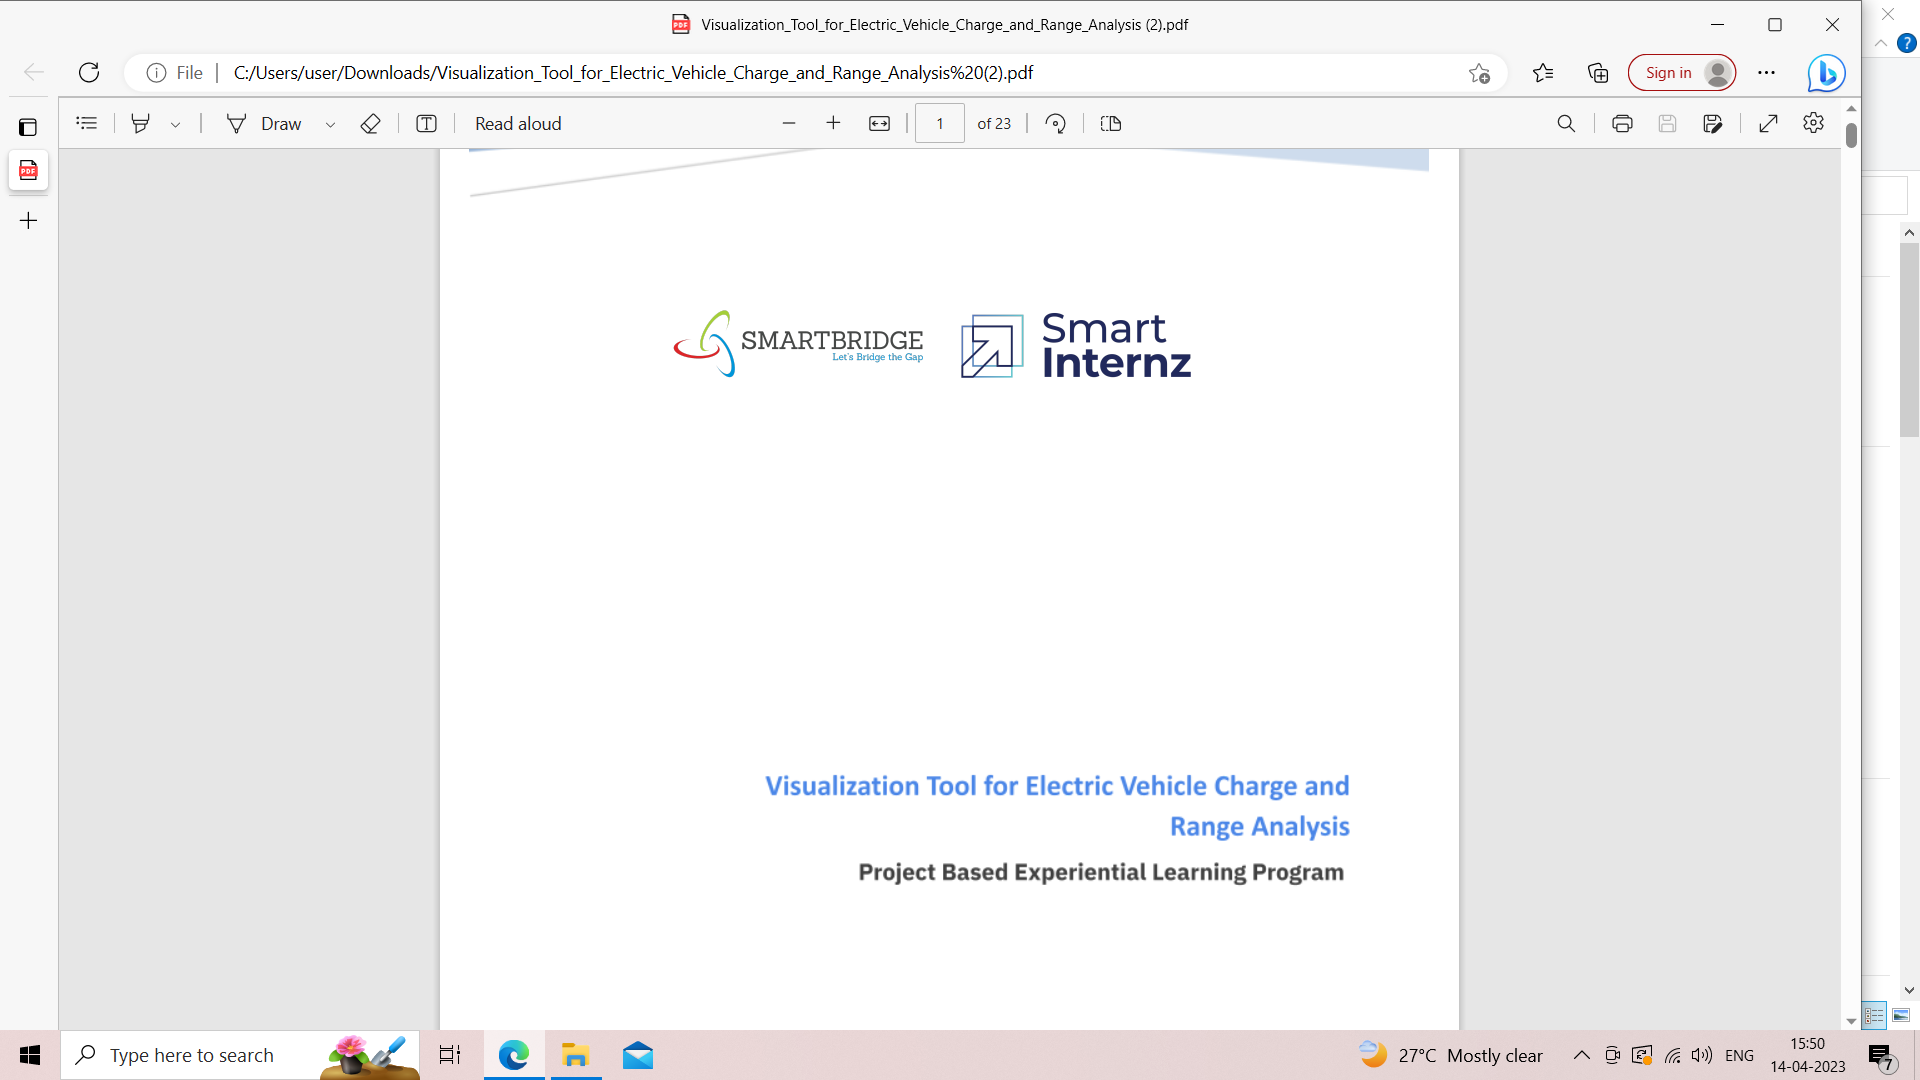 Visualization_Tool_for_Electric_Vehicle_Charge_and_Range_Analysis (2).pdf
File
C:/Users/user/Downloads/Visualization_Tool_for_Electric_Vehicle_Charge_and_Range_Analysis%20(2).pdf
Sign in
Draw
Read aloud
1
of 23
SMARTBRIDGE
Let's Bridge the Gap
Smart
Internz
Visualization Tool for Electric Vehicle Charge and
Range Analysis
Project Based Experiential Learning Program
Type here to search
27°C Mostly clear
ENG
15:50
14-04-2023
7